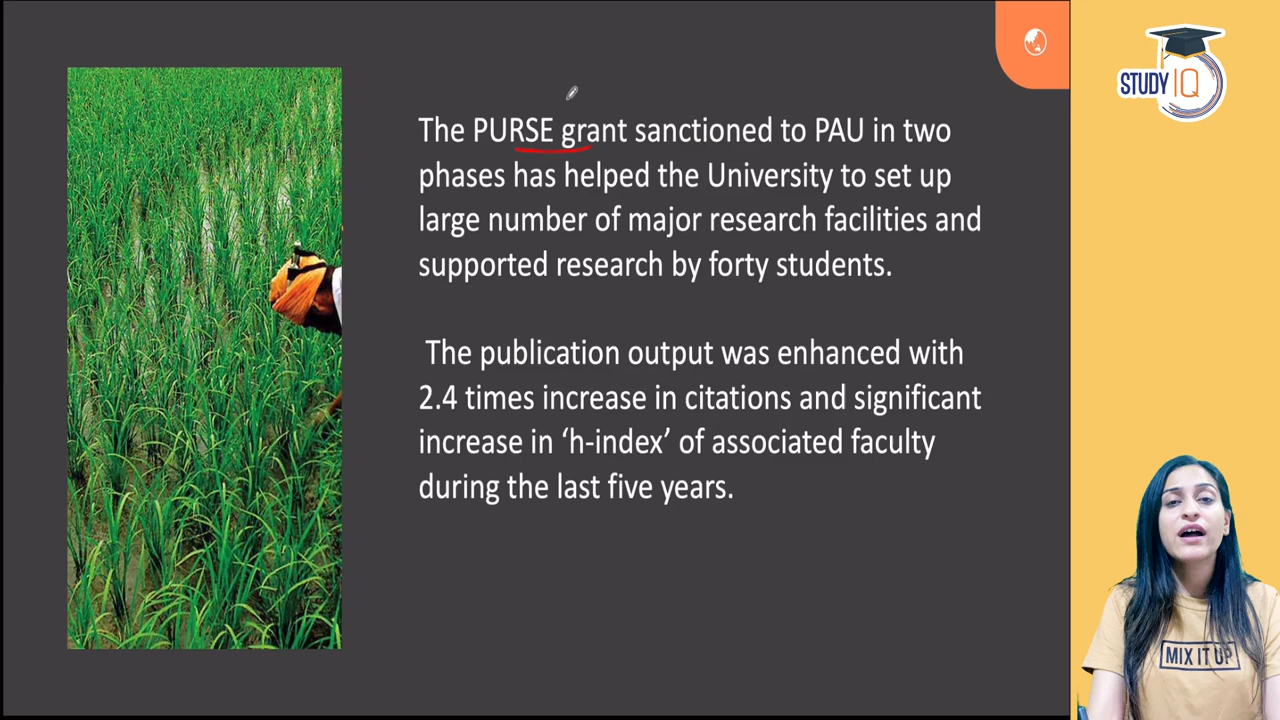 The PURSE grant sanctioned to PAU in two
phases has helped the University to set up
large number of major research facilities and
supported research by forty students.
The publication output was enhanced with
2.4 times increase in citations and significant
increase in ‘h-index’ of associated faculty
during the last five years.
STUDY IQ
MIX IT UP